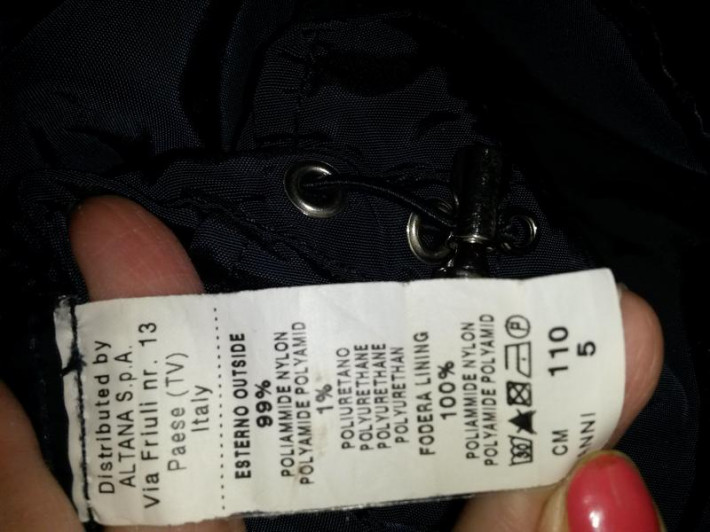 Distributed by
ALTANA S.p.A.
Via Friuli nr. 13
Paese (TV)
Italy
ESTERNO OUTSIDE
99%
POLIAMMIDE NYLON
POLYAMIDE POLYAMID
1%
POLIURETANO
POLYURETHANE
POLYURETHANE
POLYURETHAN
FODERA LINING
100%
POLIAMMIDE NYLON
POLYAMIDE POLYAMID
P
CM 110
ANNI 5